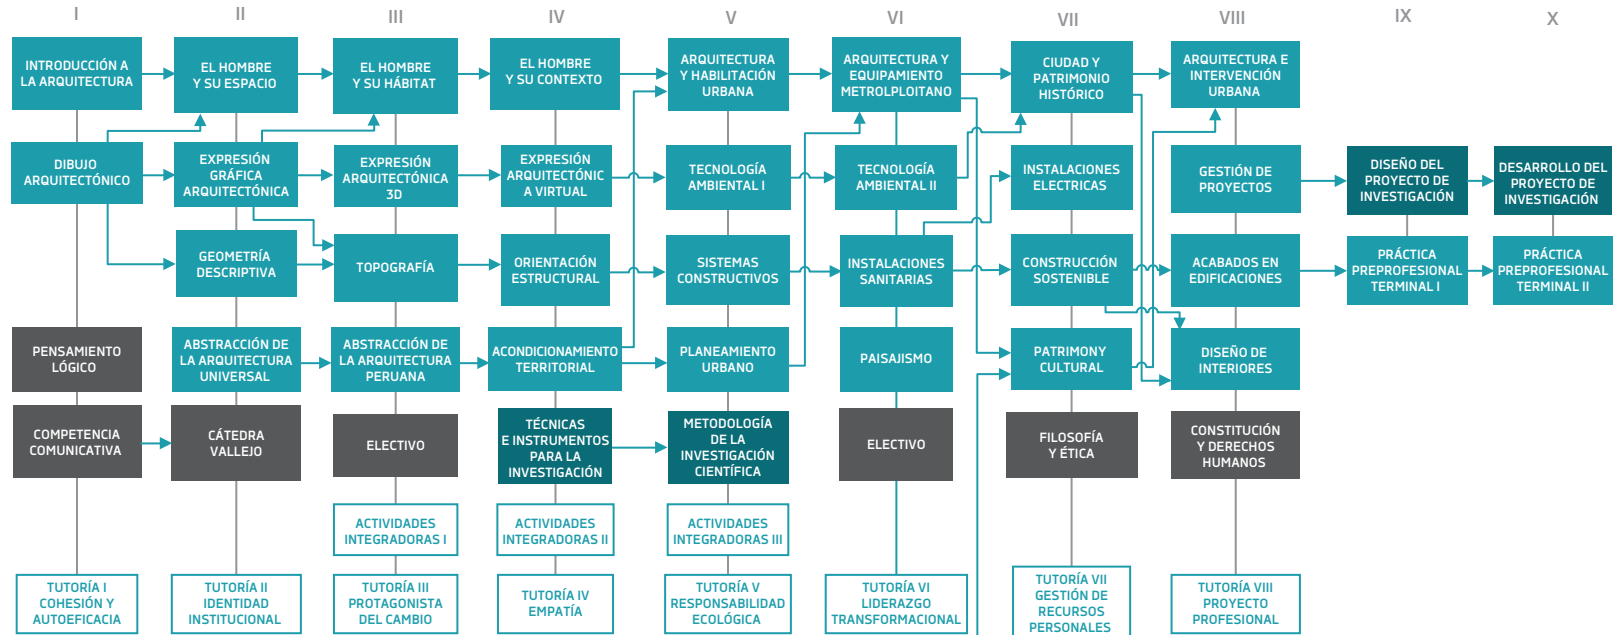 I
II
III
IV
V
VI
VII
VIII
IX
X
INTRODUCCIÓN A
LA ARQUITECTURA
EL HOMBRE
Y SU ESPACIO
EL HOMBRE
Y SU HÁBITAT
EL HOMBRE
Y SU CONTEXTO
ARQUITECTURA
Y HABILITACIÓN
URBANA
ARQUITECTURA Y
EQUIPAMIENTO
METROLPLOITANO
CIUDAD Y
PATRIMONIO
HISTÓRICO
ARQUITECTURA E
INTERVENCIÓN
URBANA
DIBUJO
ARQUITECTÓNICO
EXPRESIÓN
GRÁFICA
ARQUITECTÓNICA
EXPRESIÓN
ARQUITECTÓNICA
3D
EXPRESIÓN
ARQUITECTÓNIC
A VIRTUAL
TECNOLOGÍA
AMBIENTAL I
TECNOLOGÍA
AMBIENTAL II
INSTALACIONES
ELECTRICAS
GESTIÓN DE
PROYECTOS
DISEÑO DEL
PROYECTO DE
INVESTIGACIÓN
DESARROLLO DEL
PROYECTO DE
INVESTIGACIÓN
GEOMETRÍA
DESCRIPTIVA
TOPOGRAFÍA
ORIENTACIÓN
ESTRUCTURAL
SISTEMAS
CONSTRUCTIVOS
INSTALACIONES
SANITARIAS
CONSTRUCCIÓN
SOSTENIBLE
ACABADOS EN
EDIFICACIONES
PRÁCTICA
PREPROFESIONAL
TERMINAL I
PRÁCTICA
PREPROFESIONAL
TERMINAL II
PENSAMIENTO
LÓGICO
ABSTRACCIÓN DE
LA ARQUITECTURA
UNIVERSAL
ABSTRACCIÓN DE
LA ARQUITECTURA
PERUANA
ACONDICIONAMIENTO
TERRITORIAL
PLANEAMIENTO
URBANO
PAISAJISMO
PATRIMONY
CULTURAL
DISEÑO DE
INTERIORES
COMPETENCIA
COMUNICATIVA
CÁTEDRA
VALLEJO
ELECTIVO
TÉCNICAS
E INSTRUMENTOS
PARA LA
INVESTIGACIÓN
METODOLOGÍA
DE LA
INVESTIGACIÓN
CIENTÍFICA
ELECTIVO
FILOSOFÍA
Y ÉTICA
CONSTITUCIÓN
Y DERECHOS
HUMANOS
ACTIVIDADES
INTEGRADORAS I
ACTIVIDADES
INTEGRADORAS II
ACTIVIDADES
INTEGRADORAS III
TUTORÍA I
COHESIÓN Y
AUTOEFICACIA
TUTORÍA II
IDENTIDAD
INSTITUCIONAL
TUTORÍA III
PROTAGONISTA
DEL CAMBIO
TUTORÍA IV
EMPATÍA
TUTORÍA V
RESPONSABILIDAD
ECOLÓGICA
TUTORÍA VI
LIDERAZGO
TRANSFORMACIONAL
TUTORÍA VII
GESTIÓN DE
RECURSOS
PERSONALES
TUTORÍA VIII
PROYECTO
PROFESIONAL